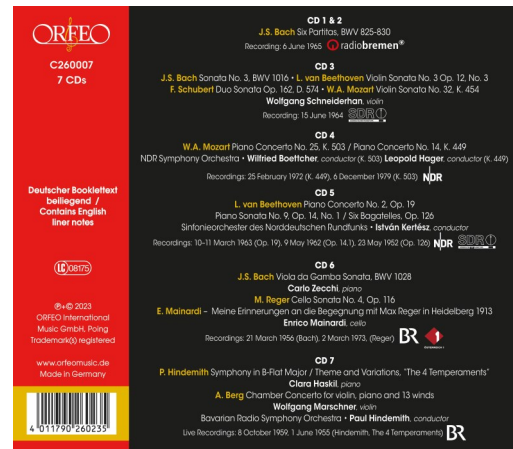 ORFEO
C260007
7 CDs
Deutscher Booklettext
beiliegend /
Contains English
liner notes
LC 08175
℗+© 2023
ORFEO International
Music GmbH, Poing
Trademark(s) registered
www.orfeomusic.de
Made in Germany
4 011790 260235
CD 1 & 2
J.S. Bach Six Partitas, BWV 825-830
Recording: 6 June 1965 radiobremen®
CD 3
J.S. Bach Sonata No. 3, BWV 1016 • L. van Beethoven Violin Sonata No. 3 Op. 12, No. 3
F. Schubert Duo Sonata Op. 162, D. 574 • W.A. Mozart Violin Sonata No. 32, K. 454
Wolfgang Schneiderhan, violin
Recording: 15 June 1964 SDR
CD 4
W.A. Mozart Piano Concerto No. 25, K. 503 / Piano Concerto No. 14, K. 449
NDR Symphony Orchestra • Wilfried Boettcher, conductor (K. 503) Leopold Hager, conductor (K. 449)
Recordings: 25 February 1972 (K. 449), 6 December 1979 (K. 503) NDR
CD 5
L. van Beethoven Piano Concerto No. 2, Op. 19
Piano Sonata No. 9, Op. 14, No. 1 / Six Bagatelles, Op. 126
Sinfonieorchester des Norddeutschen Rundfunks • István Kertész, conductor
Recordings: 10–11 March 1963 (Op. 19), 9 May 1962 (Op. 14,1), 23 May 1952 (Op. 126) NDR SDR
CD 6
J.S. Bach Viola da Gamba Sonata, BWV 1028
Carlo Zecchi, piano
M. Reger Cello Sonata No. 4, Op. 116
E. Mainardi – Meine Erinnerungen an die Begegnung mit Max Reger in Heidelberg 1913
Enrico Mainardi, cello
Recordings: 21 March 1956 (Bach), 2 March 1973, (Reger) BR 1
CD 7
P. Hindemith Symphony in B-Flat Major / Theme and Variations, "The 4 Temperaments"
Clara Haskil, piano
A. Berg Chamber Concerto for violin, piano and 13 winds
Wolfgang Marschner, violin
Bavarian Radio Symphony Orchestra • Paul Hindemith, conductor
Live Recordings: 8 October 1959, 1 June 1955 (Hindemith, The 4 Temperaments) BR